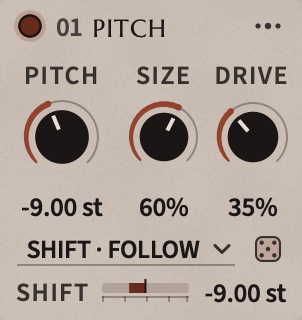 01 PITCH •••
PITCH SIZE DRIVE
-9.00 st 60% 35%
SHIFT · FOLLOW
SHIFT -9.00 st